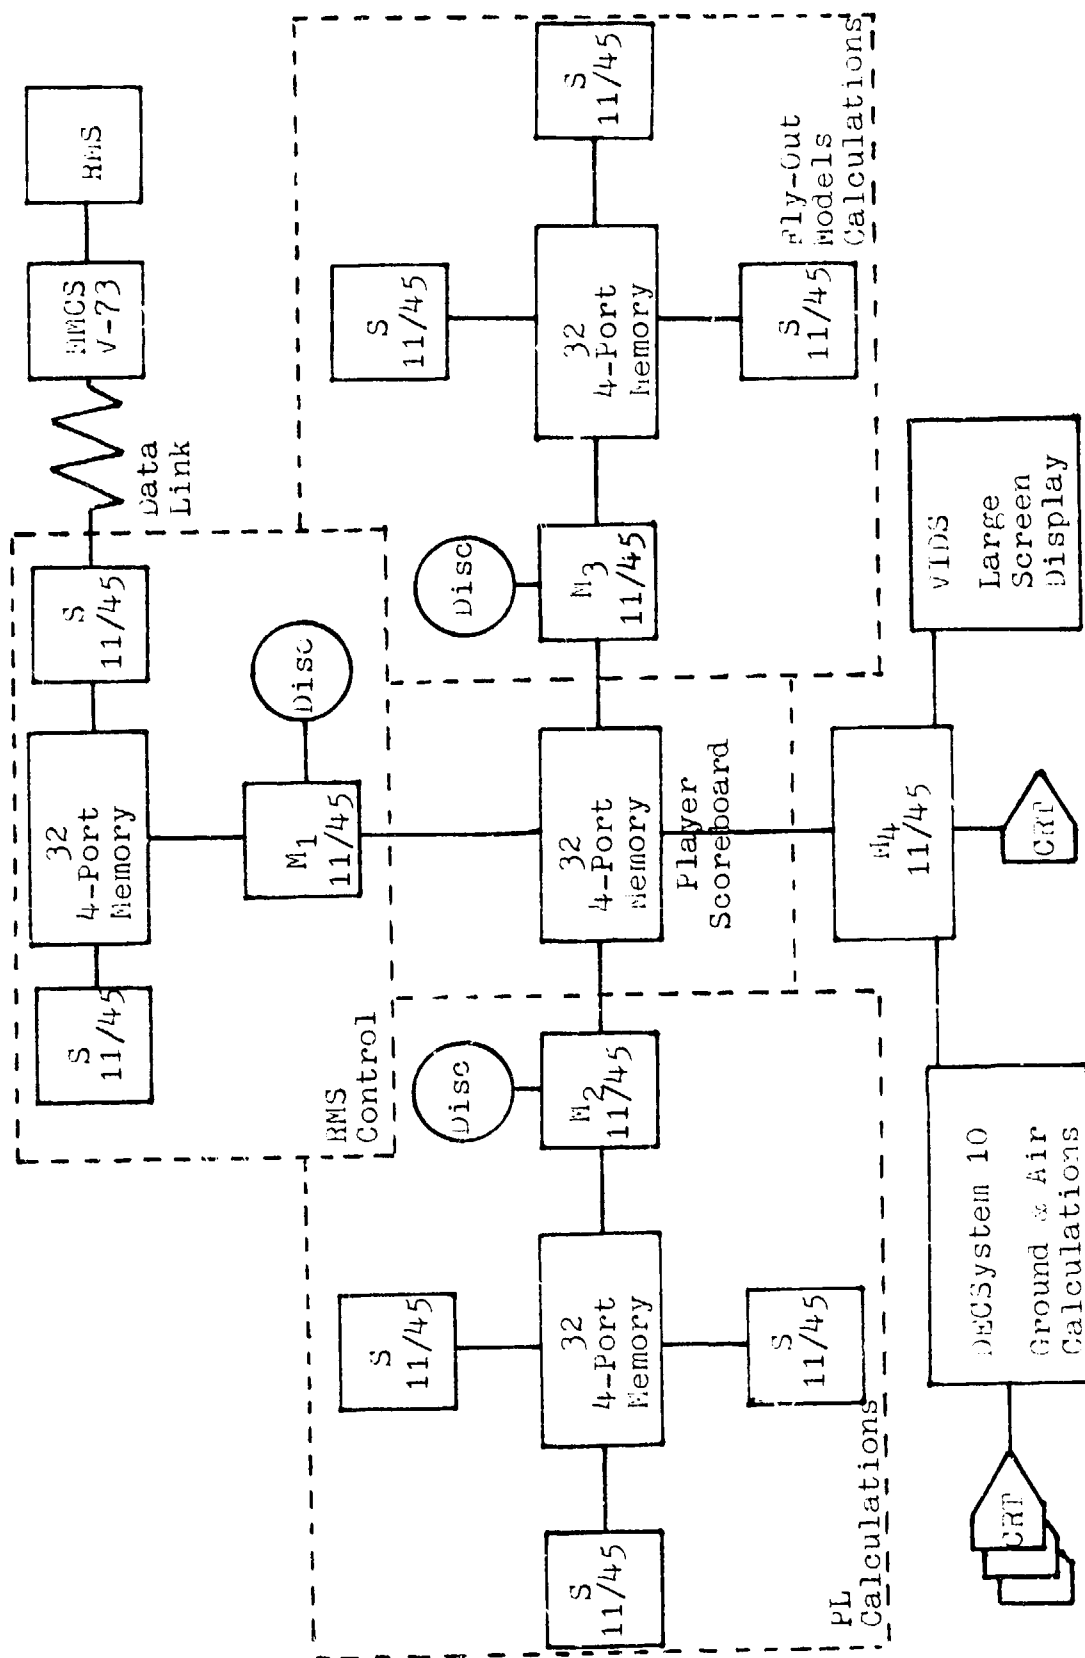 S
11/45
32
4-Port
Memory
S
11/45
Data
Link
RMCS
V-73
RMS
RMS
Control
M1
11/45
Disc
S
11/45
Disc
Disc
S
11/45
S
11/45
32
4-Port
Memory
M2
11/45
32
4-Port
Memory
M3
11/45
32
4-Port
Memory
S
11/45
Player
Scoreboard
S
11/45
S
11/45
PL
Calculations
Fly-Out
Models
Calculations
M4
11/45
DECSystem 10
Ground & Air
Calculations
VIDS
Large
Screen
Display
CRT
CRT